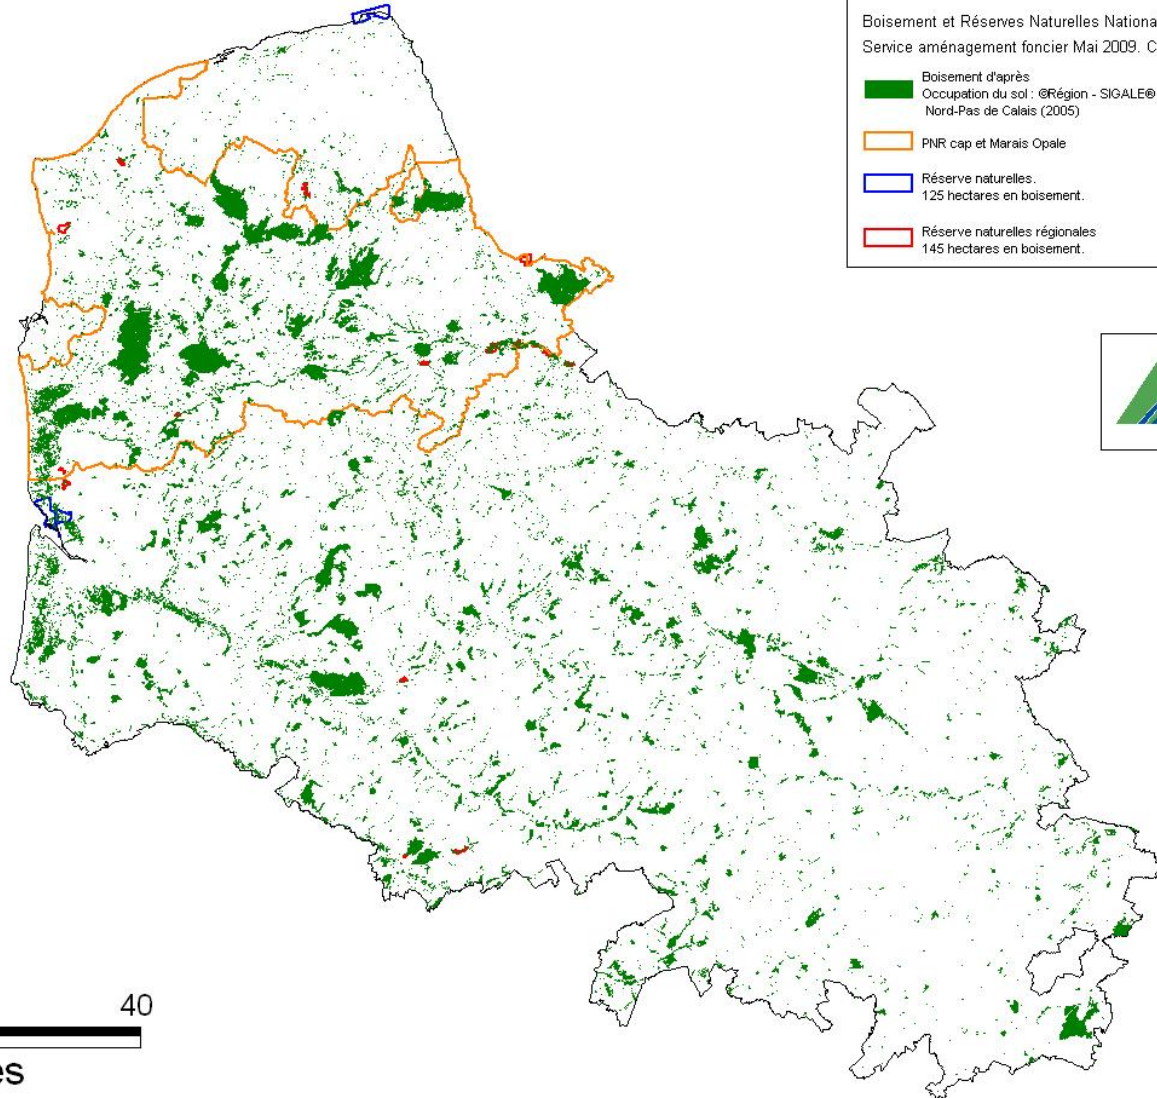 Boisement et Réserves Naturelles Nationa
Service aménagement foncier Mai 2009. C
Boisement d'après
Occupation du sol : ©Région - SIGALE®
Nord-Pas de Calais (2005)
PNR cap et Marais Opale
Réserve naturelles.
125 hectares en boisement.
Réserve naturelles régionales
145 hectares en boisement.
40
es